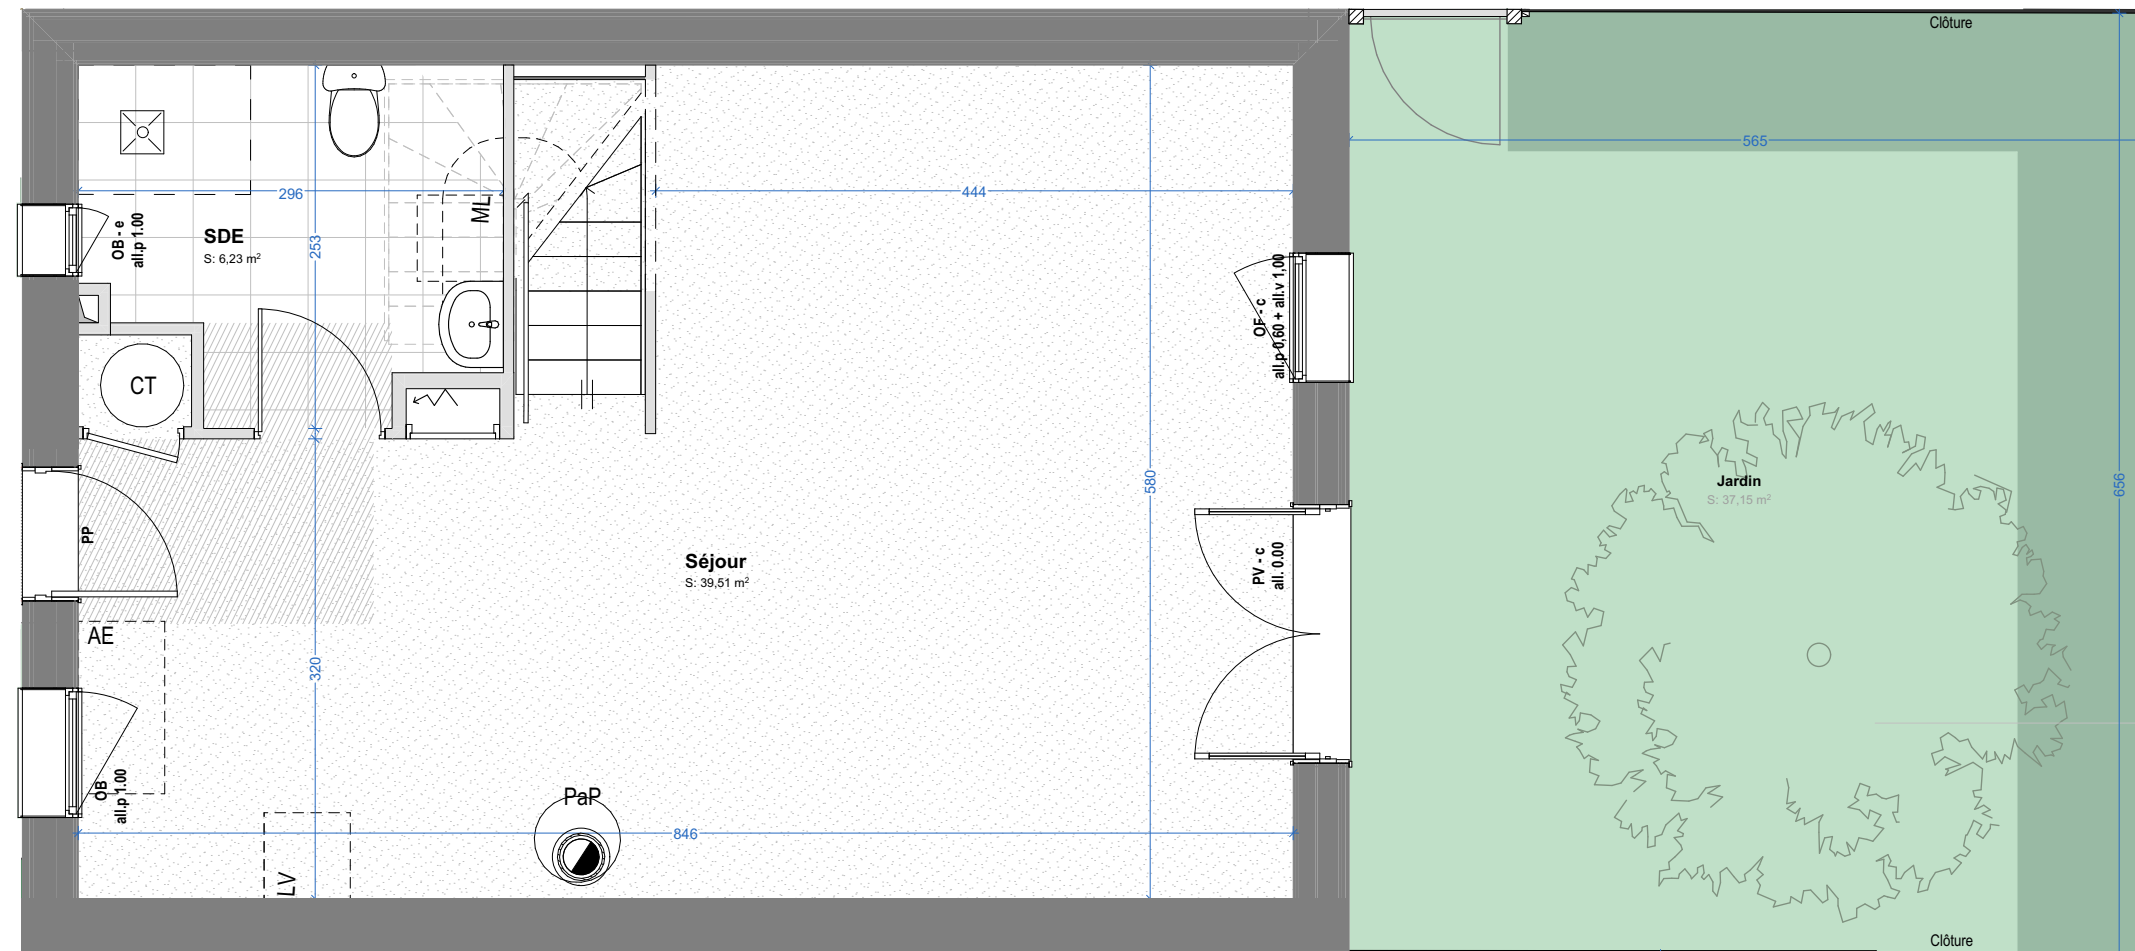 Clôture
565
296
444
ML
OB - e
all.p 1.00
SDE
S: 6,23 m²
253
OF - c
all.p 0,60 + all.v 1,00
CT
580
656
Jardin
S: 37,15 m²
PP
Séjour
S: 39,51 m²
PV - c
all. 0.00
AE
320
OB
all.p 1.00
PaP
846
LV
Clôture